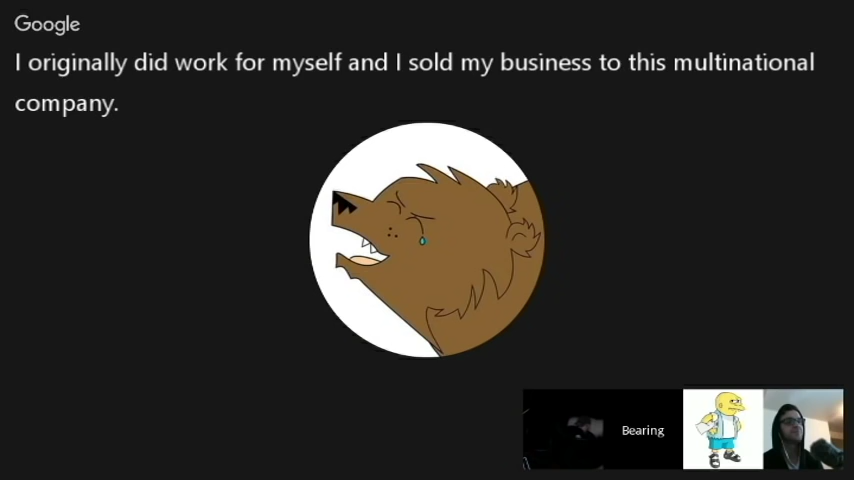 Google
I originally did work for myself and I sold my business to this multinational
company.
Bearing